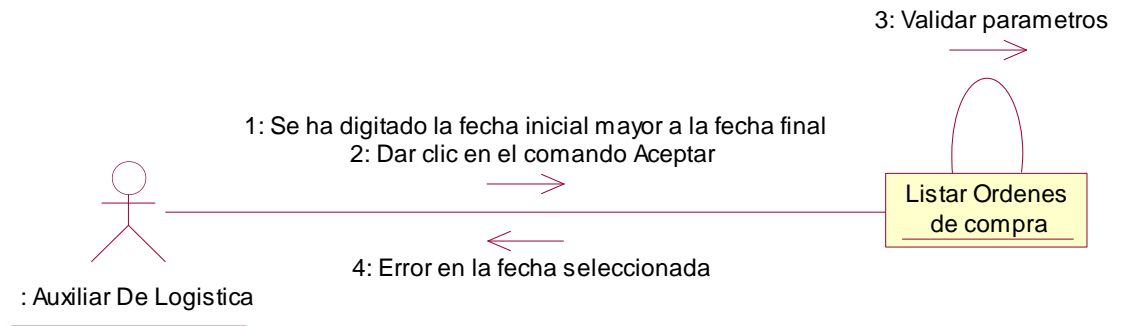 3: Validar parametros
1: Se ha digitado la fecha inicial mayor a la fecha final
2: Dar clic en el comando Aceptar
Listar Ordenes
de compra
4: Error en la fecha seleccionada
: Auxiliar De Logistica